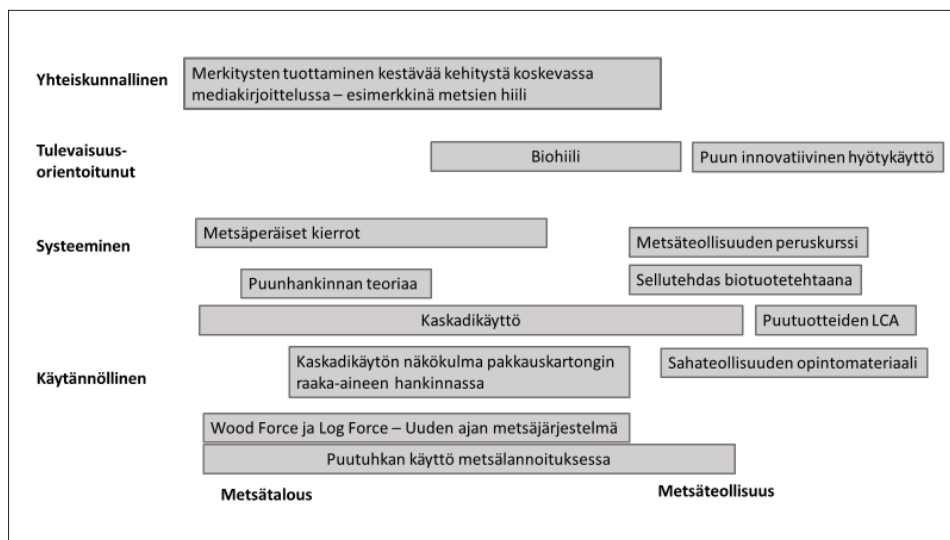 Yhteiskunnallinen
Merkitysten tuottaminen kestävää kehitystä koskevassa
mediakirjoittelussa – esimerkkinä metsien hiili
Tulevaisuus-
orientoitunut
Biohiili
Puun innovatiivinen hyötykäyttö
Systeeminen
Metsäperäiset kierrot
Metsäteollisuuden peruskurssi
Puunhankinnan teoriaa
Sellutehdas biotuotetehtaana
Kaskadikäyttö
Puutuotteiden LCA
Käytännöllinen
Kaskadikäytön näkökulma pakkauskartongin
raaka-aineen hankinnassa
Sahateollisuuden opintomateriaali
Wood Force ja Log Force – Uuden ajan metsäjärjestelmä
Puutuhkan käyttö metsälannoituksessa
Metsätalous
Metsäteollisuus